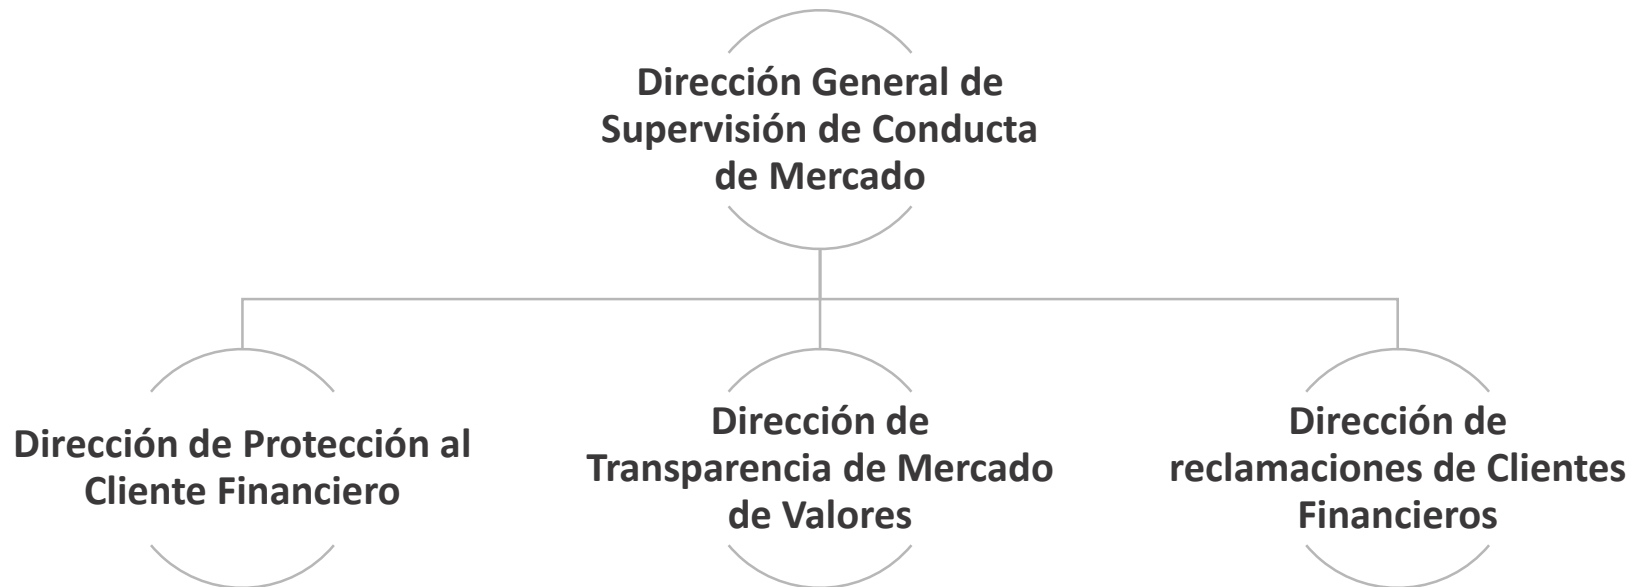 Dirección General de
Supervisión de Conducta
de Mercado
Dirección de Protección al
Cliente Financiero
Dirección de
Transparencia de Mercado
de Valores
Dirección de
reclamaciones de Clientes
Financieros